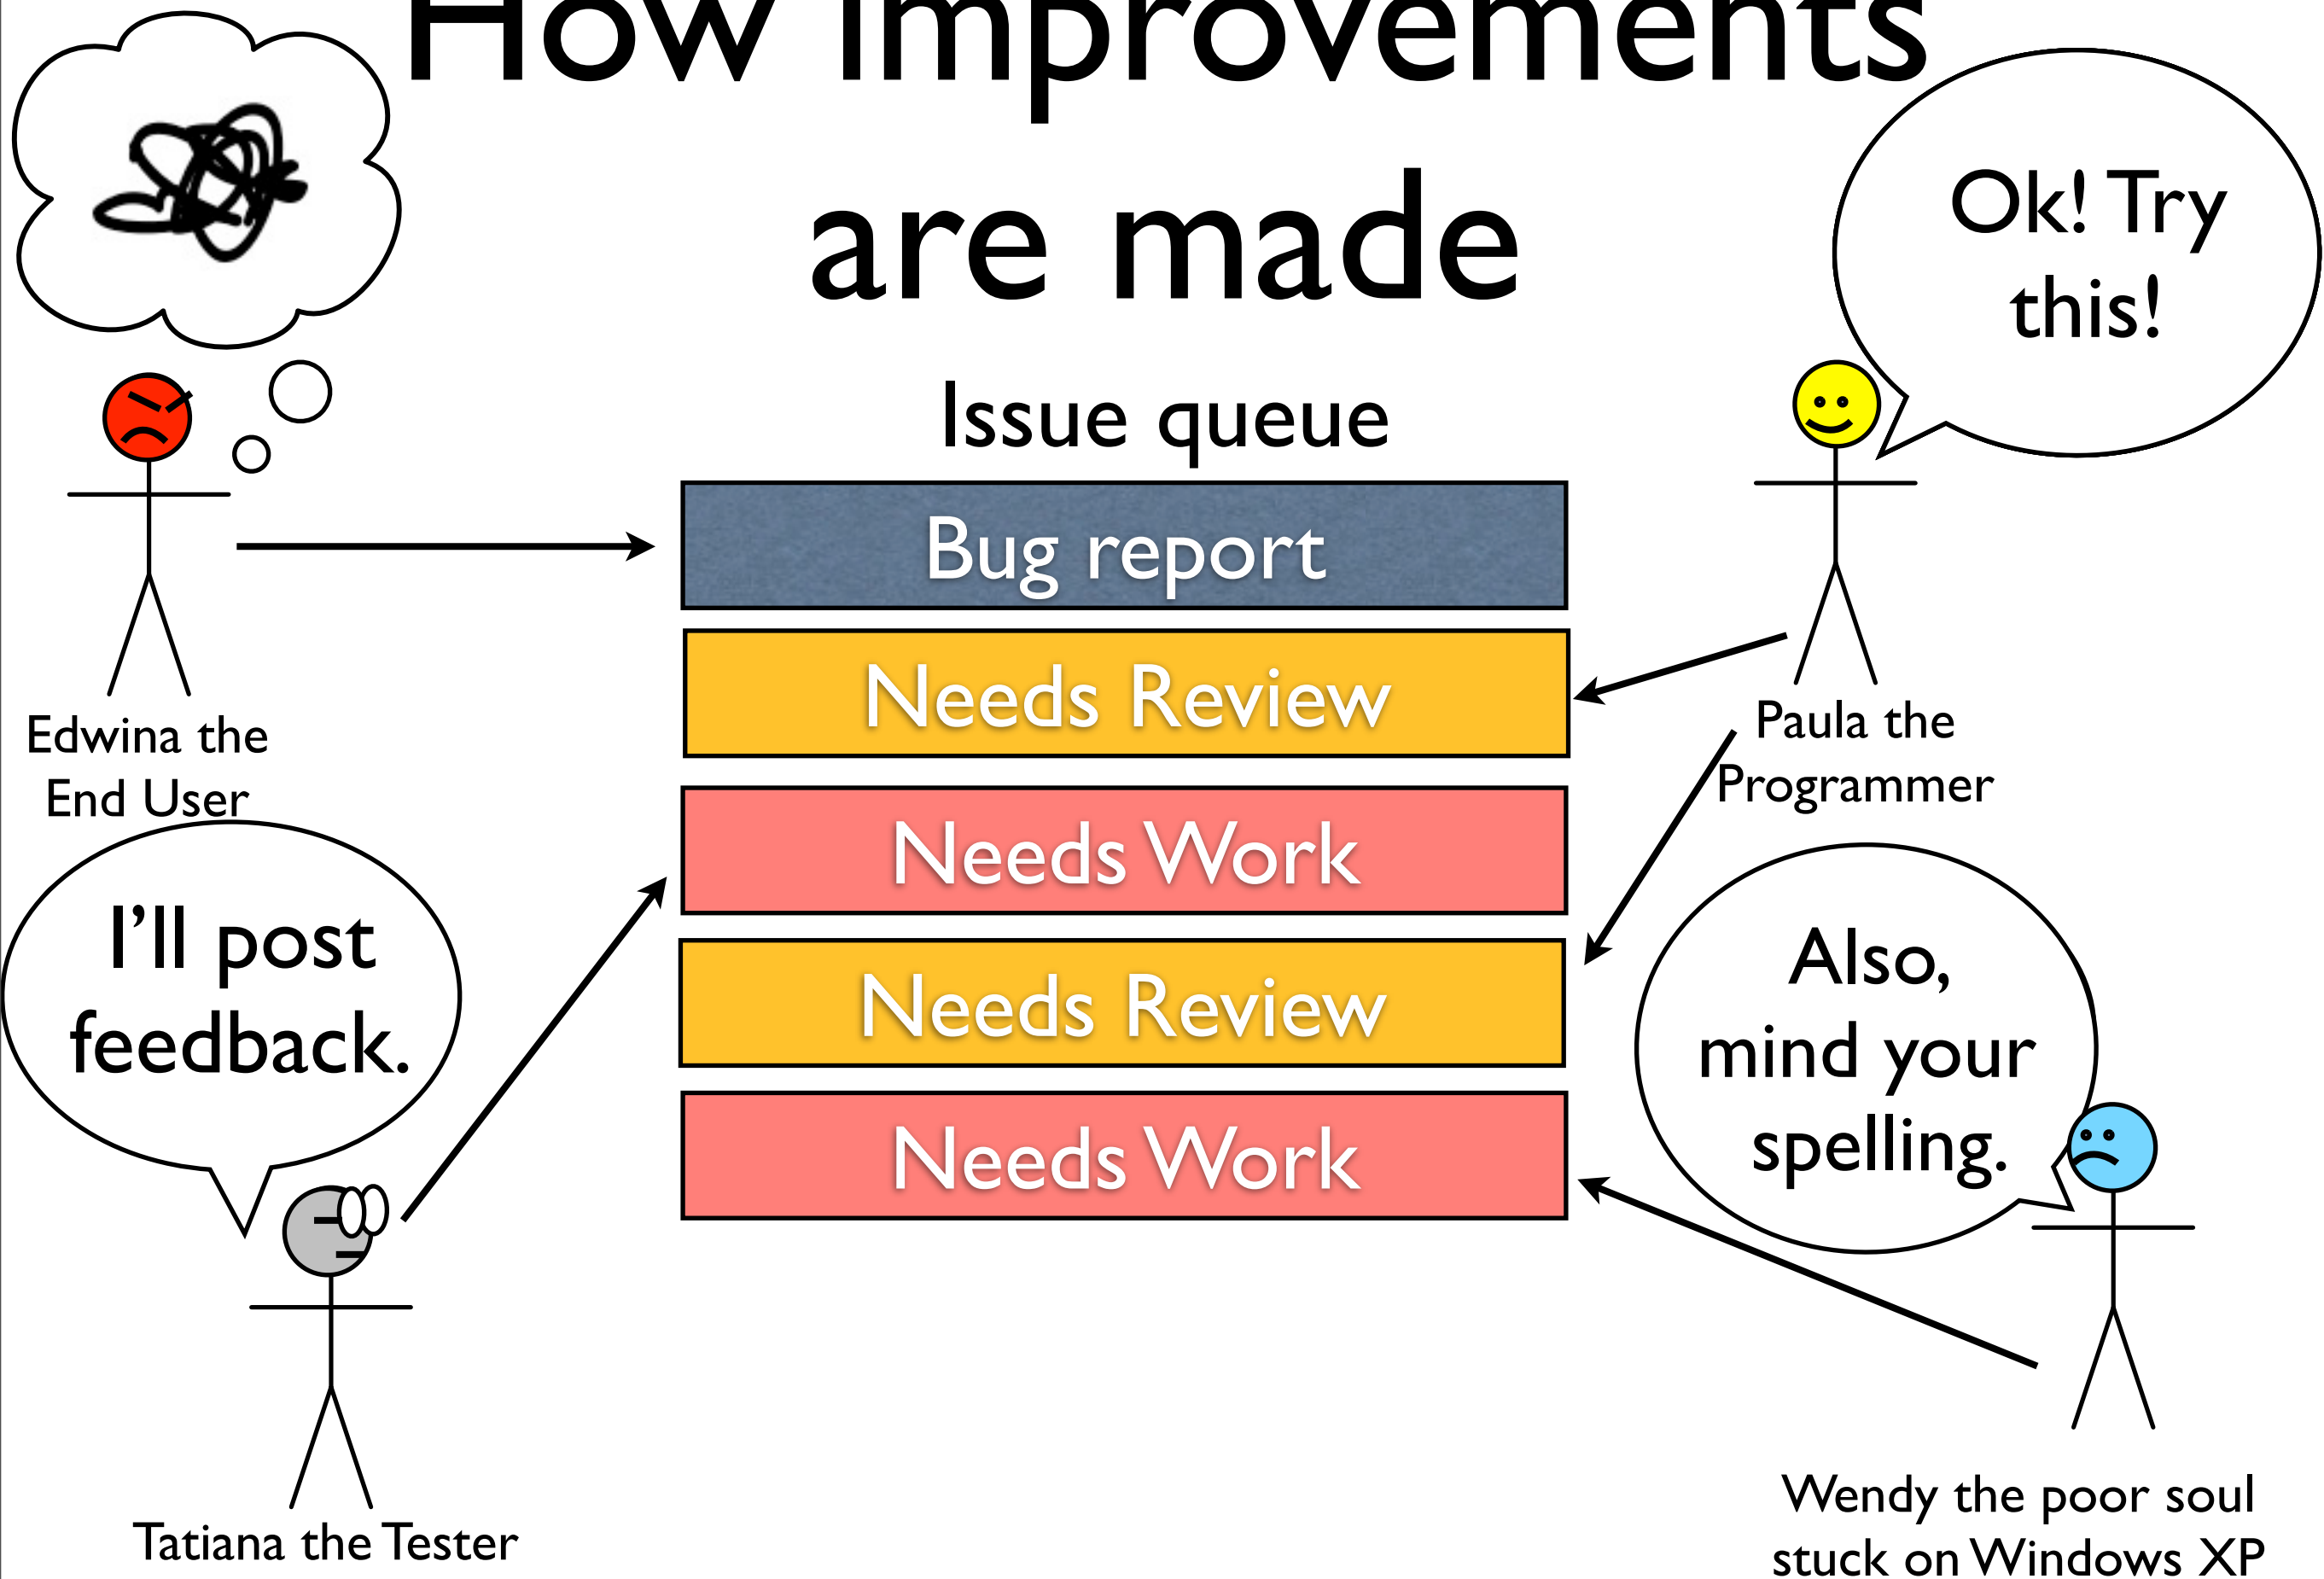 How improvements
are made
Ok! Try
this!
Issue queue
Bug report
Needs Review
Needs Work
Needs Review
Needs Work
Edwina the
End User
Paula the
Programmer
I'll post
feedback.
Also,
mind your
spelling.
Tatiana the Tester
Wendy the poor soul
stuck on Windows XP